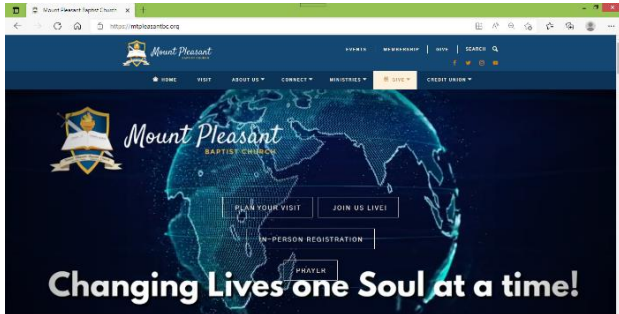 Mount Pleasant Baptist Church
https://mtpleasantbc.org
Mount Pleasant
BAPTIST CHURCH
EVENTS MEMBERSHIP GIVE SEARCH
HOME VISIT ABOUT US CONNECT MINISTRIES GIVE CREDIT UNION
Mount Pleasant
BAPTIST CHURCH
PLAN YOUR VISIT JOIN US LIVE!
IN-PERSON REGISTRATION
PRAYER
Changing Lives one Soul at a time!